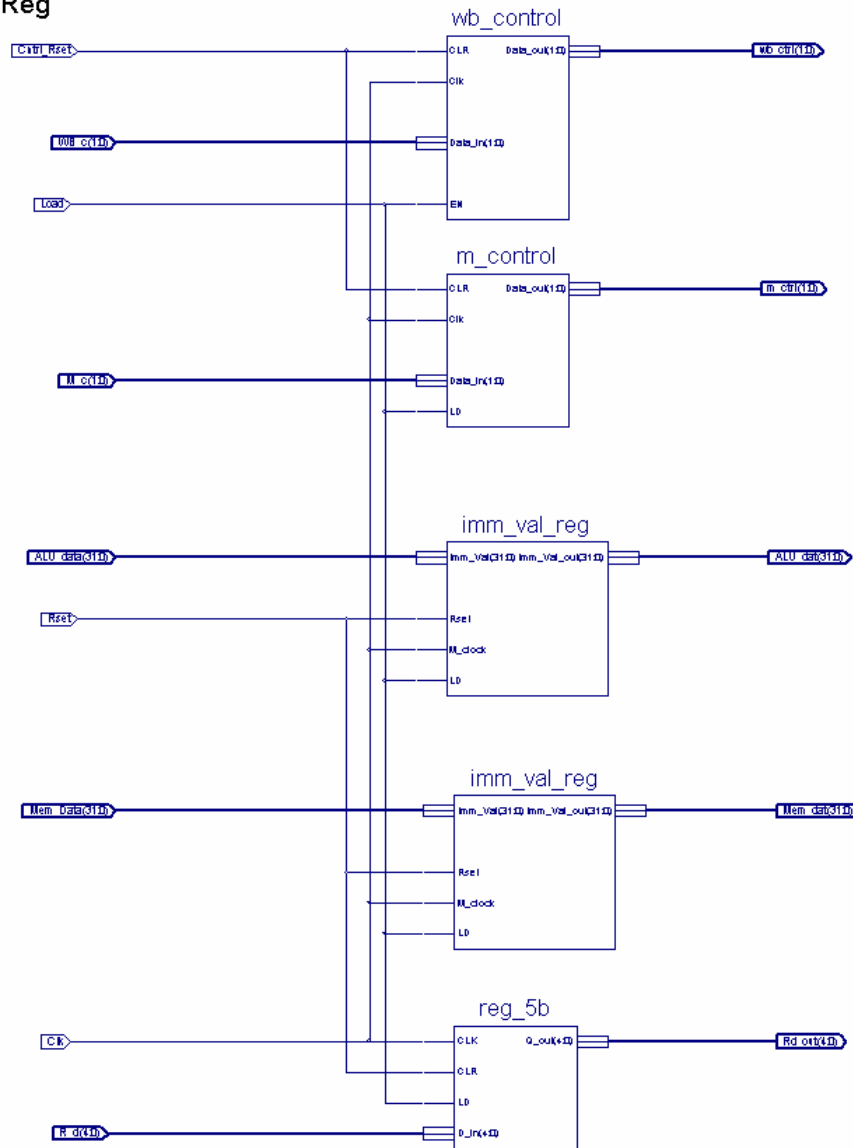 Reg
wb_control
Cntrl_Rset
CLR
Data_out(1:0)
wb_ctrl(1:0)
Clk
WB_c(1:0)
Data_In(1:0)
Load
EN
m_control
CLR
Data_out(1:0)
m_ctrl(1:0)
Clk
M_c(1:0)
Data_In(1:0)
LD
imm_val_reg
ALU_data(31:0)
Imm_Val(31:0)
Imm_Val_out(31:0)
ALU_dat(31:0)
Rset
Rset
M_clock
LD
imm_val_reg
Mem_Data(31:0)
Imm_Val(31:0)
Imm_Val_out(31:0)
Mem_dat(31:0)
Rset
M_clock
LD
reg_5b
Clk
CLK
Q_out(4:0)
Rd_out(4:0)
CLR
LD
R_d(4:0)
D_In(4:0)